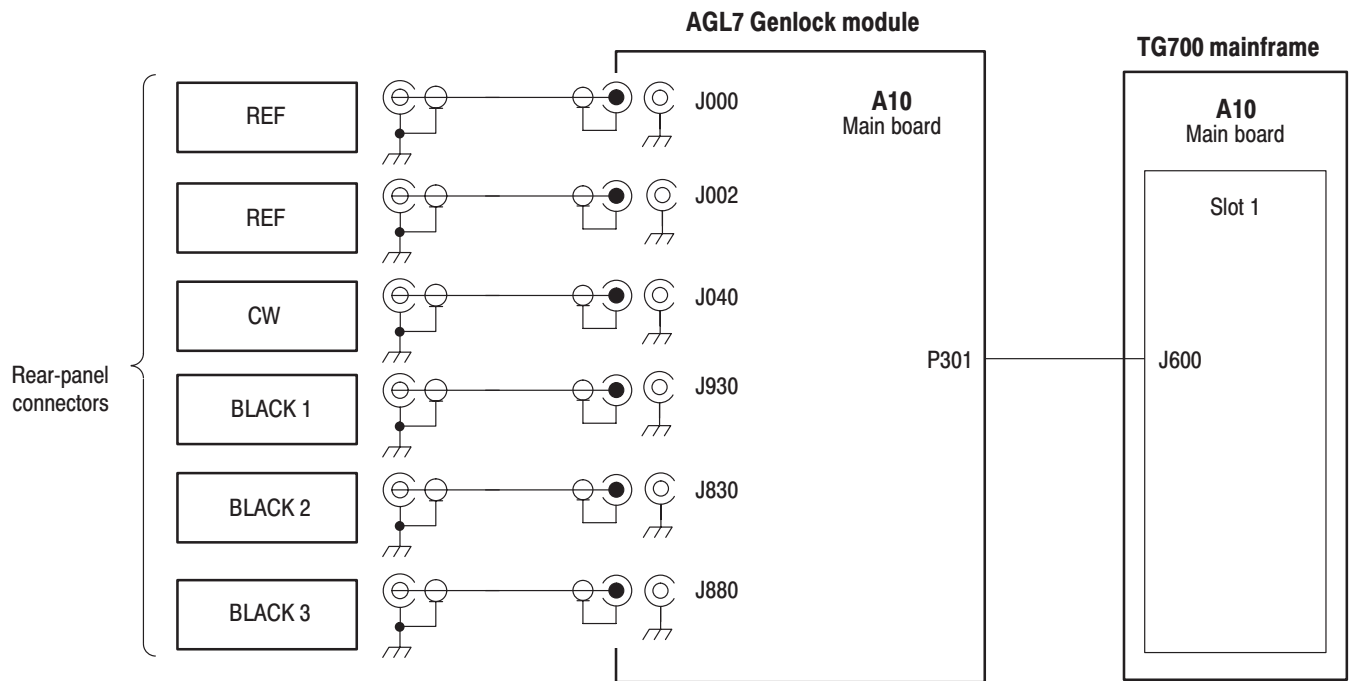 AGL7 Genlock module
TG700 mainframe
REF
J000
A10
Main board
A10
Main board
REF
J002
Slot 1
CW
J040
Rear-panel
connectors
P301
J600
BLACK 1
J930
BLACK 2
J830
BLACK 3
J880